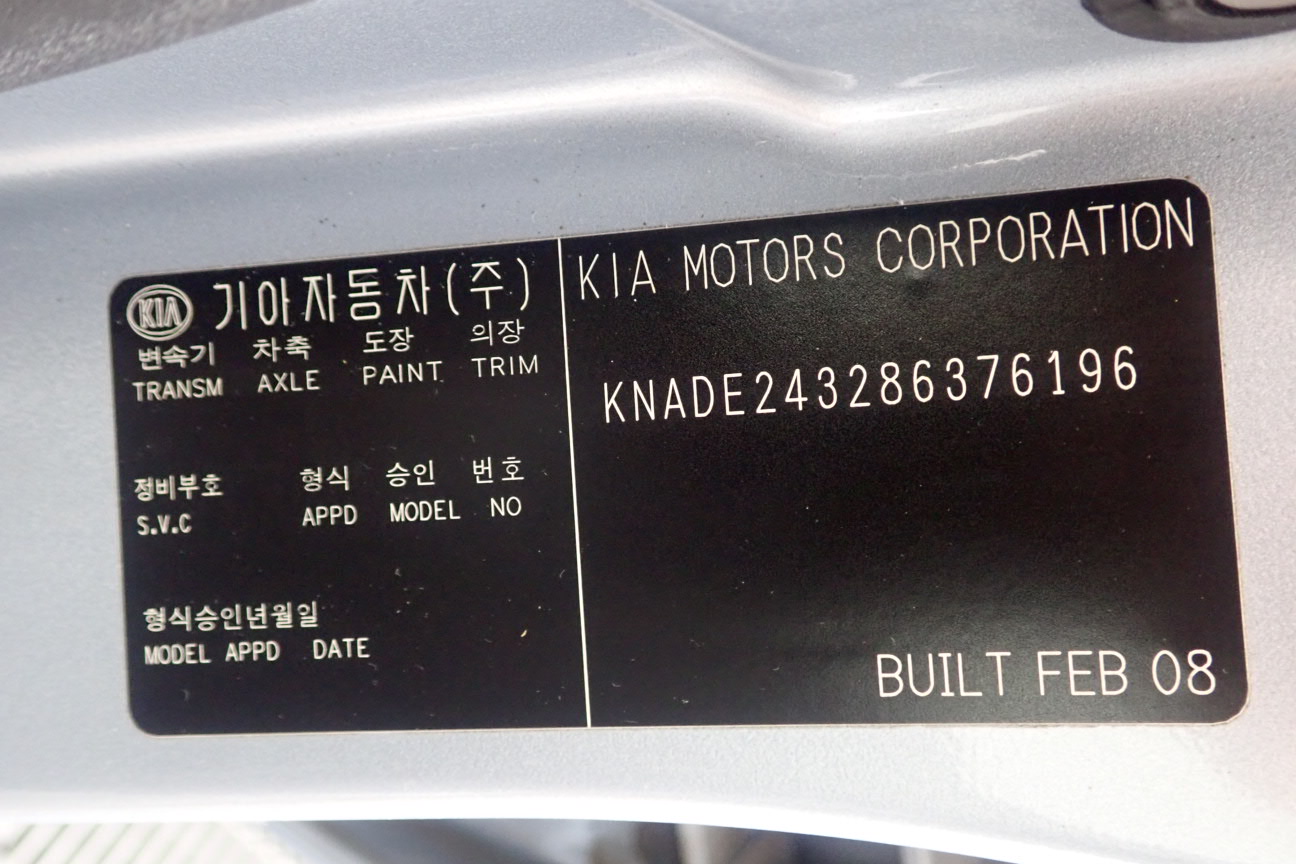 KIA 기아자동차(주)
변속기 차축 도장 의장
TRANSM AXLE PAINT TRIM
정비부호 형식 승인 번호
S.V.C APPD MODEL NO
형식승인년월일
MODEL APPD DATE
KIA MOTORS CORPORATION
KNADE243286376196
BUILT FEB 08